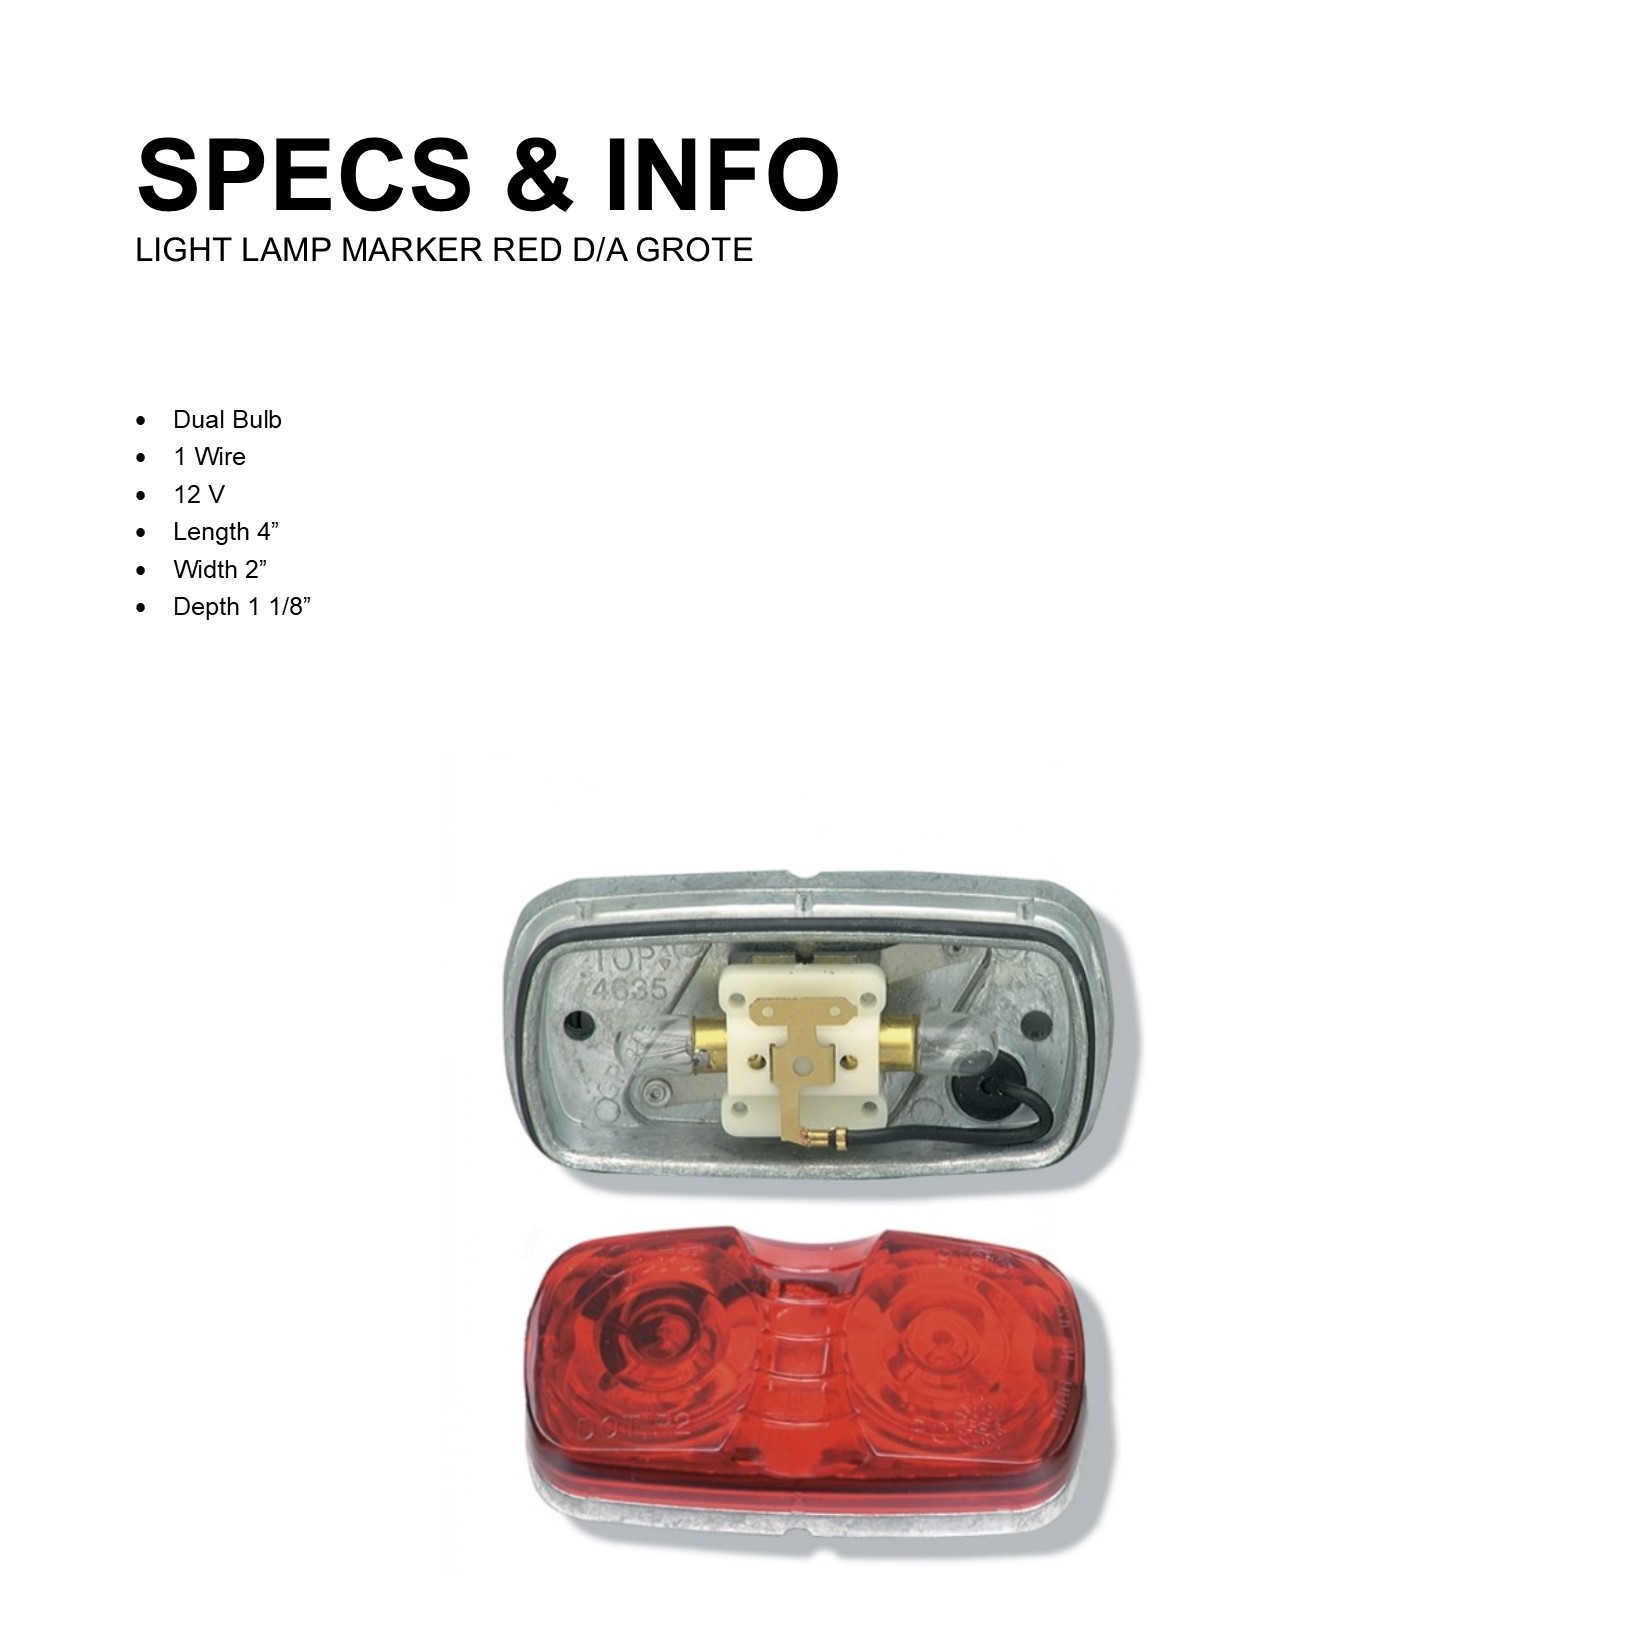 SPECS & INFO
LIGHT LAMP MARKER RED D/A GROTE
• Dual Bulb
• 1 Wire
• 12 V
• Length 4”
• Width 2”
• Depth 1 1/8”
TOP
4635
DOT P2